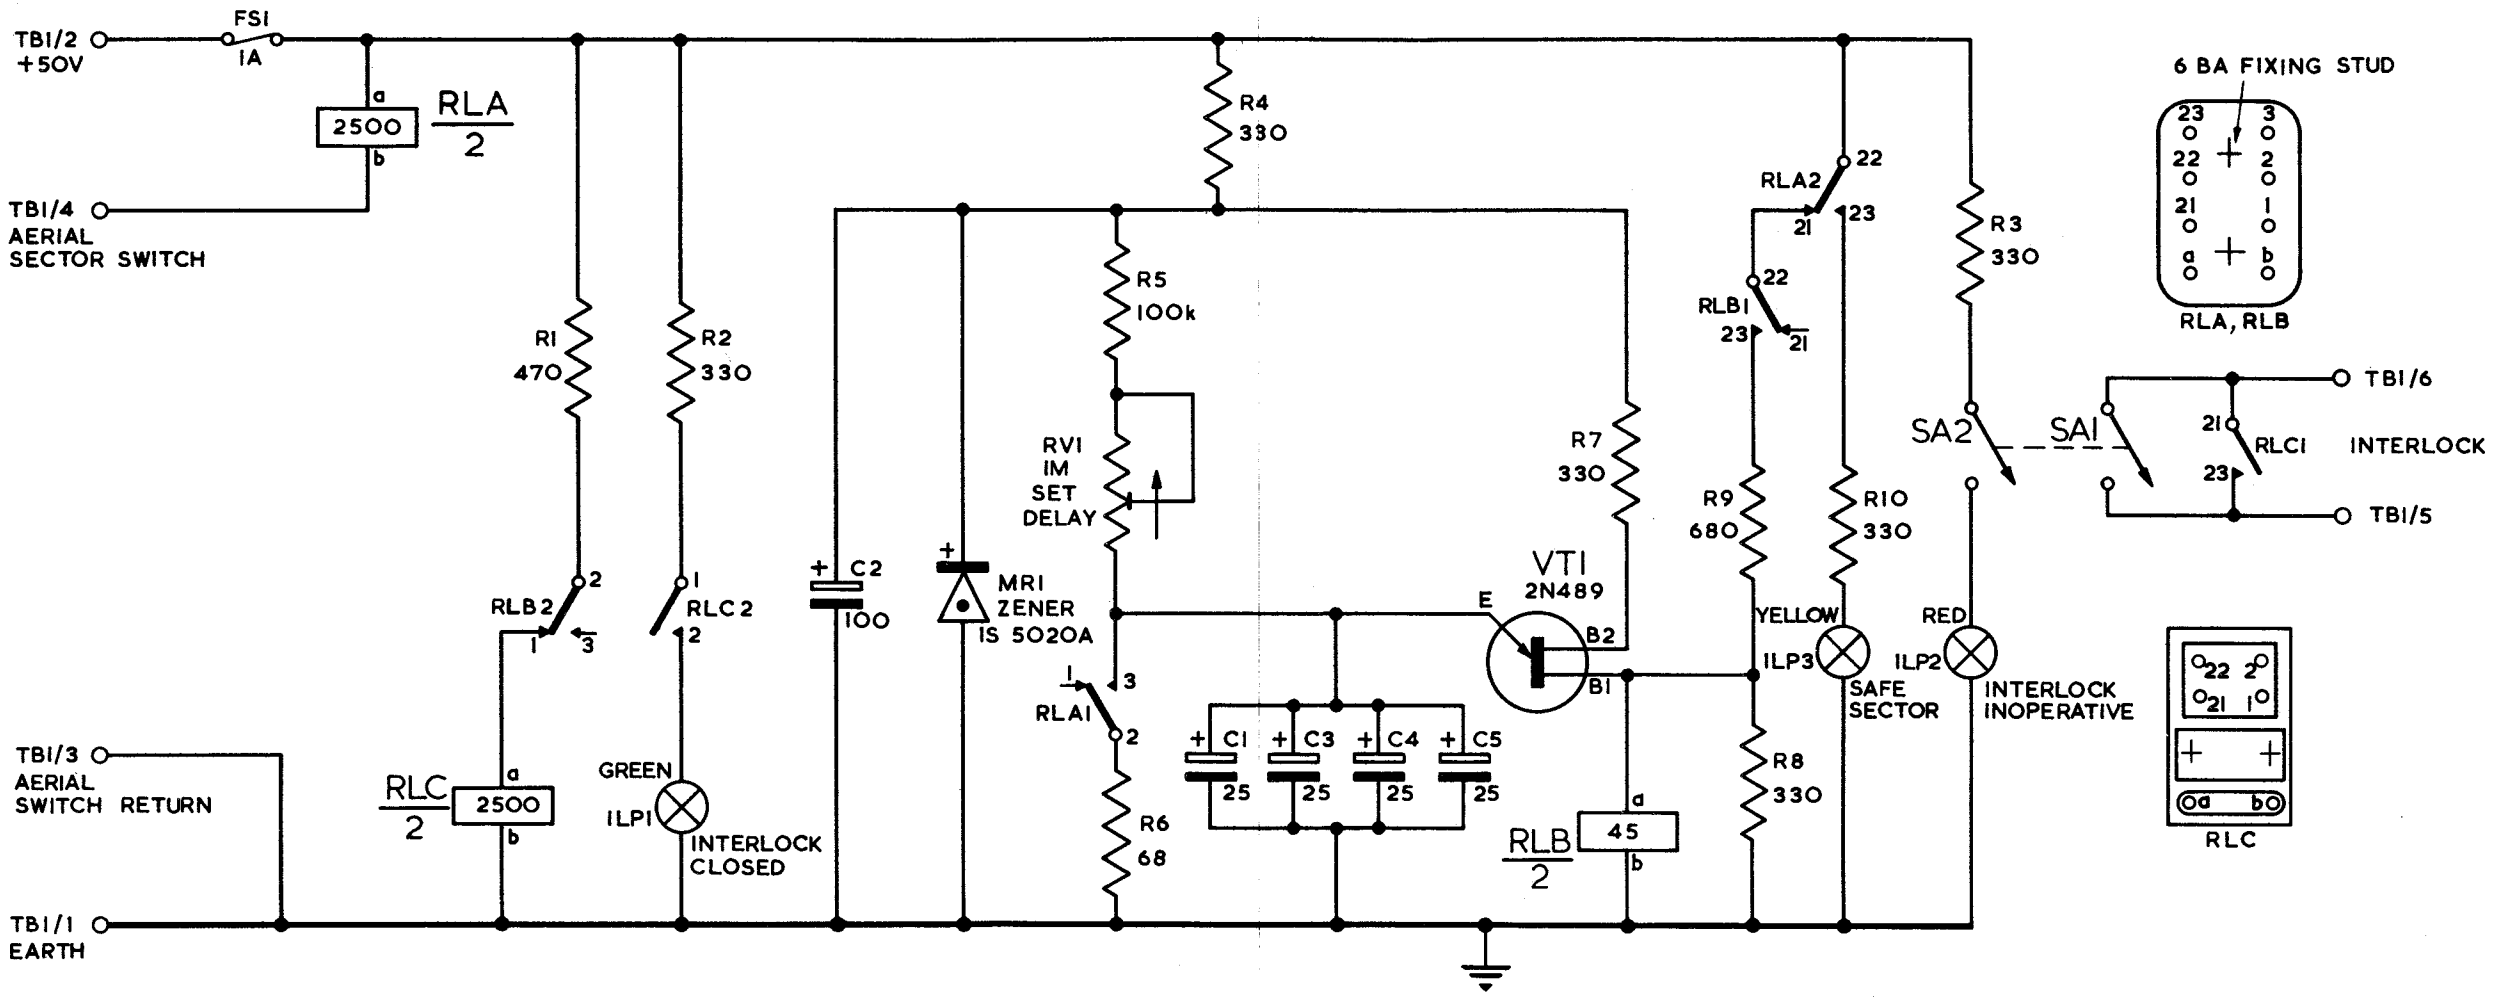 TB1/2
+50V
FS1
1A
a
2500
b
RLA
2
TB1/4
AERIAL
SECTOR SWITCH
R1
470
R2
330
RLB2
2
1
3
RLC2
1
2
TB1/3
AERIAL
SWITCH RETURN
RLC
2
a
2500
b
GREEN
ILP1
INTERLOCK
CLOSED
TB1/1
EARTH
+
C2
100
+
MR1
ZENER
IS 5020A
R4
330
R5
100k
RV1
1M
SET
DELAY
1
3
RLA1
2
R6
68
+ C1
25
+ C3
25
+ C4
25
+ C5
25
E
VT1
2N489
B2
B1
R7
330
RLB
2
a
45
b
22
RLA2
21
23
22
RLB1
23
21
R9
680
R10
330
R8
330
YELLOW
ILP3
SAFE
SECTOR
R3
330
SA2
RED
ILP2
INTERLOCK
INOPERATIVE
SA1
21
RLC1
23
TB1/6
INTERLOCK
TB1/5
6 BA FIXING STUD
23 3
22 2
21 1
a b
RLA, RLB
22 2
21 1
a b
RLC